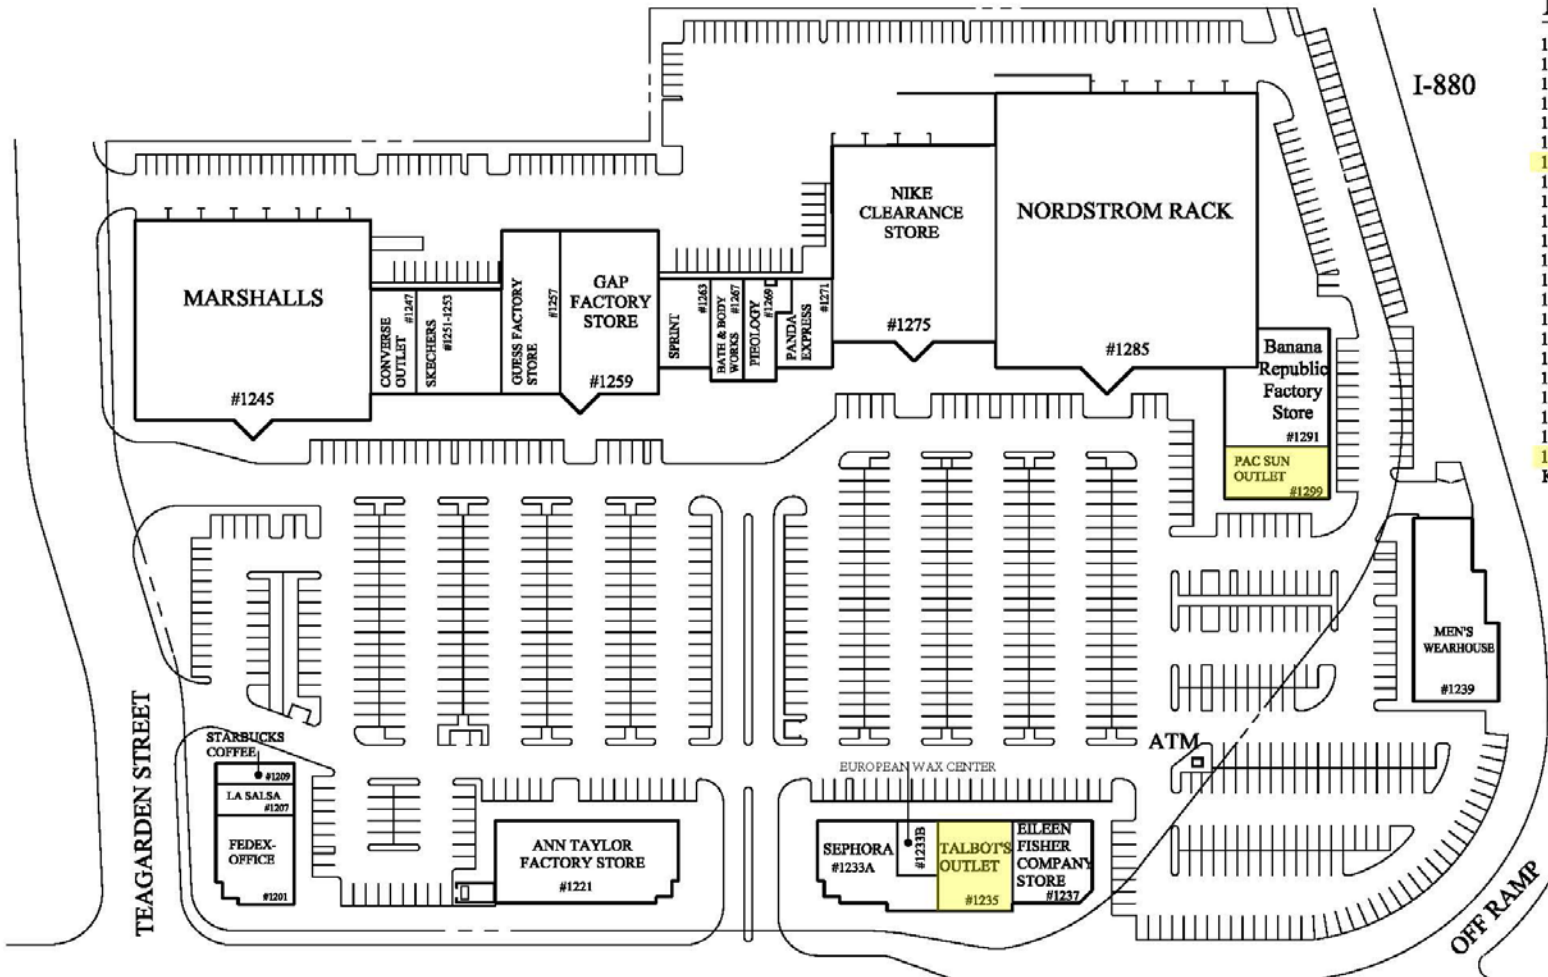 I-880
MARSHALLS
#1245
CONVERSE
OUTLET
#1247
SKECHERS
#1251-1253
GUESS FACTORY
STORE
#1257
GAP
FACTORY
STORE
#1259
SPRINT
#1263
BATH & BODY
WORKS
#1267
PIEOLOGY
#1269
PANDA
EXPRESS
#1271
NIKE
CLEARANCE
STORE
#1275
NORDSTROM RACK
#1285
Banana
Republic
Factory
Store
#1291
PAC SUN
OUTLET
#1299
MEN'S
WEARHOUSE
#1239
TEAGARDEN STREET
STARBUCKS
COFFEE
#1209
LA SALSA
#1207
FEDEX-
OFFICE
#1201
ANN TAYLOR
FACTORY STORE
#1221
EUROPEAN WAX CENTER
SEPHORA
#1233A
#1233B
TALBOT'S
OUTLET
#1235
EILEEN
FISHER
COMPANY
STORE
#1237
ATM
OFF RAMP